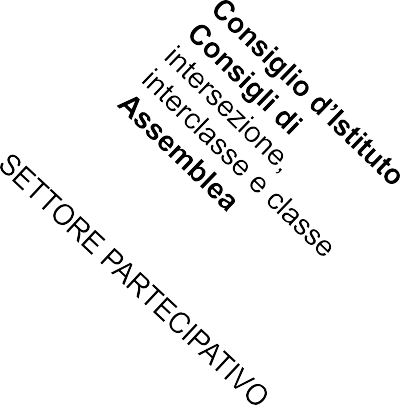 Consiglio d'Istituto
Consigli di
intersezione,
interclasse e classe
Assemblea
SETTORE PARTECIPATIVO